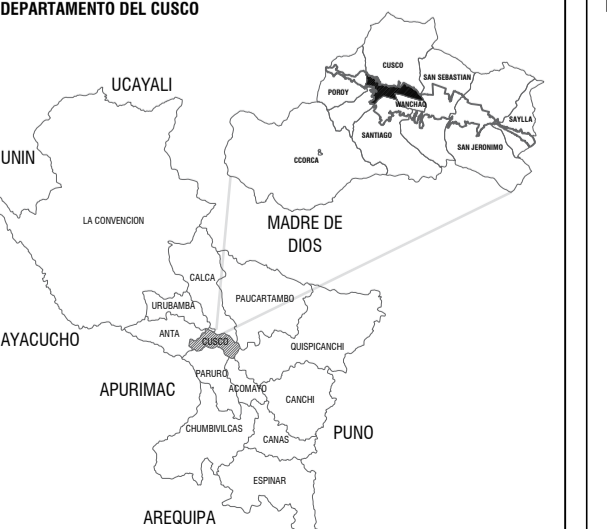 DEPARTAMENTO DEL CUSCO
CUSCO
SAN SEBASTIAN
POROY
WANCHAQ
SAYLLA
SANTIAGO
SAN JERONIMO
CCORCA
UCAYALI
UNIN
LA CONVENCION
MADRE DE
DIOS
CALCA
PAUCARTAMBO
URUBAMBA
ANTA
CUSCO
AYACUCHO
QUISPICANCHI
PARURO
ACOMAYO
APURIMAC
CANCHI
CHUMBIVILCAS
CANAS
PUNO
ESPINAR
AREQUIPA